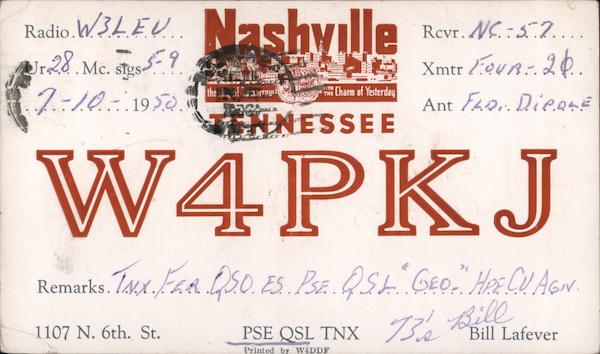 Radio W3LEV
Ur 28 Mc. sigs 5-9
7-10- 1950
Nashville
the Charm of Yesterday
TENNESSEE
Rcvr. NC-57
Xmtr Four-20
Ant Fld. Dipole
W4PKJ
Remarks. TNX FER QSO ES PSE QSL "GEO-" HPE CU AGN.
1107 N. 6th. St. PSE QSL TNX 73's Bill Bill Lafever
Printed by W4DDF